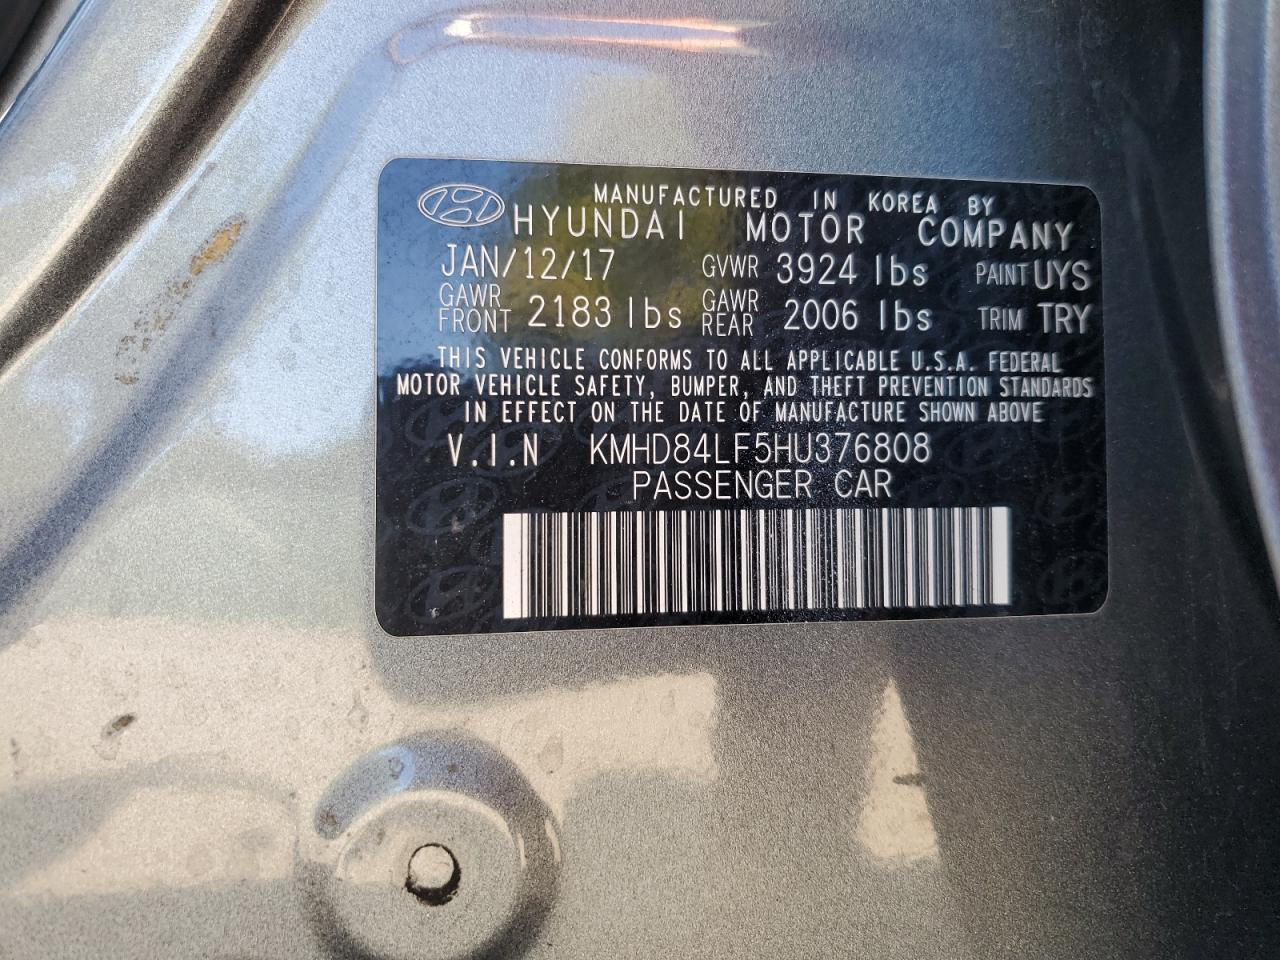 MANUFACTURED IN KOREA BY
HYUNDAI MOTOR COMPANY
JAN/12/17 GVWR 3924 lbs PAINT UYS
GAWR FRONT 2183 lbs GAWR REAR 2006 lbs TRIM TRY
THIS VEHICLE CONFORMS TO ALL APPLICABLE U.S.A. FEDERAL
MOTOR VEHICLE SAFETY, BUMPER, AND THEFT PREVENTION STANDARDS
IN EFFECT ON THE DATE OF MANUFACTURE SHOWN ABOVE
V.I.N KMHD84LF5HU376808
PASSENGER CAR